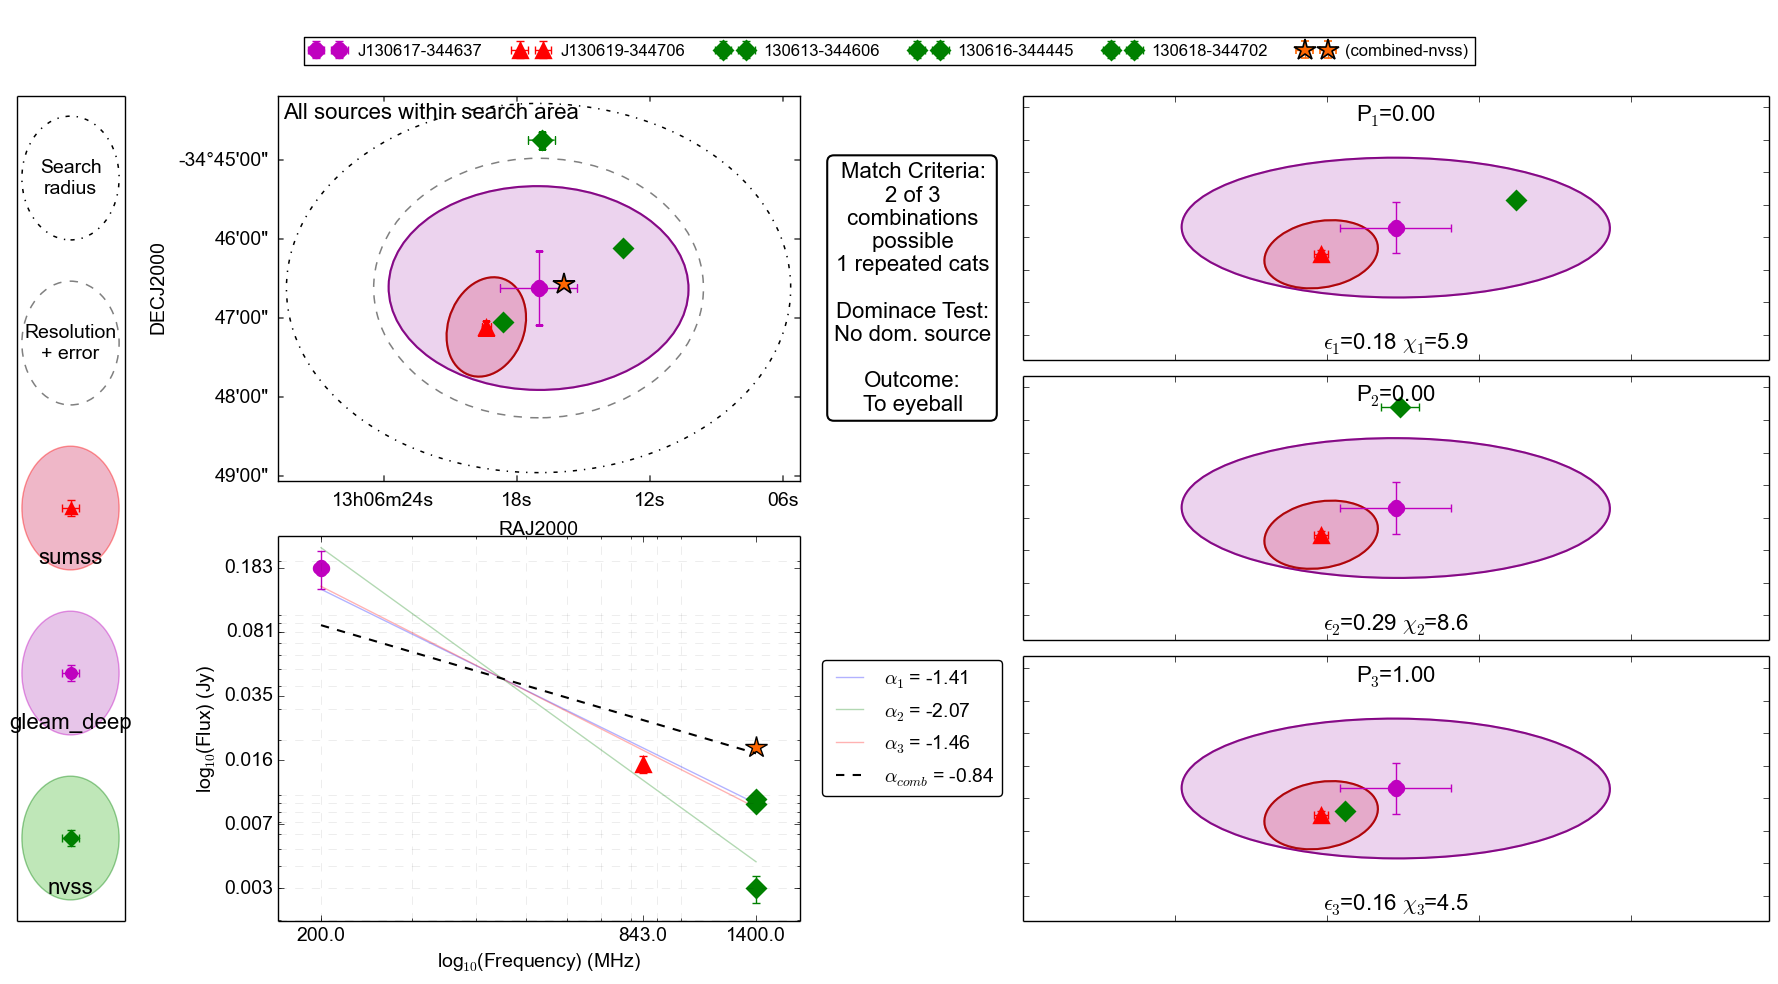 J130617-344637 J130619-344706 130613-344606 130616-344445 130618-344702 (combined-nvss)
Search
radius
Resolution
+ error
sumss
gleam_deep
nvss
All sources within search area
DECJ2000
-34°45'00"
46'00"
47'00"
48'00"
49'00"
13h06m24s 18s 12s 06s
RAJ2000
log10(Flux) (Jy)
0.183
0.081
0.035
0.016
0.007
0.003
200.0 843.0 1400.0
log10(Frequency) (MHz)
Match Criteria:
2 of 3
combinations
possible
1 repeated cats
Dominace Test:
No dom. source
Outcome:
To eyeball
α1 = -1.41
α2 = -2.07
α3 = -1.46
αcomb = -0.84
P1=0.00
ϵ1=0.18 χ1=5.9
P2=0.00
ϵ2=0.29 χ2=8.6
P3=1.00
ϵ3=0.16 χ3=4.5